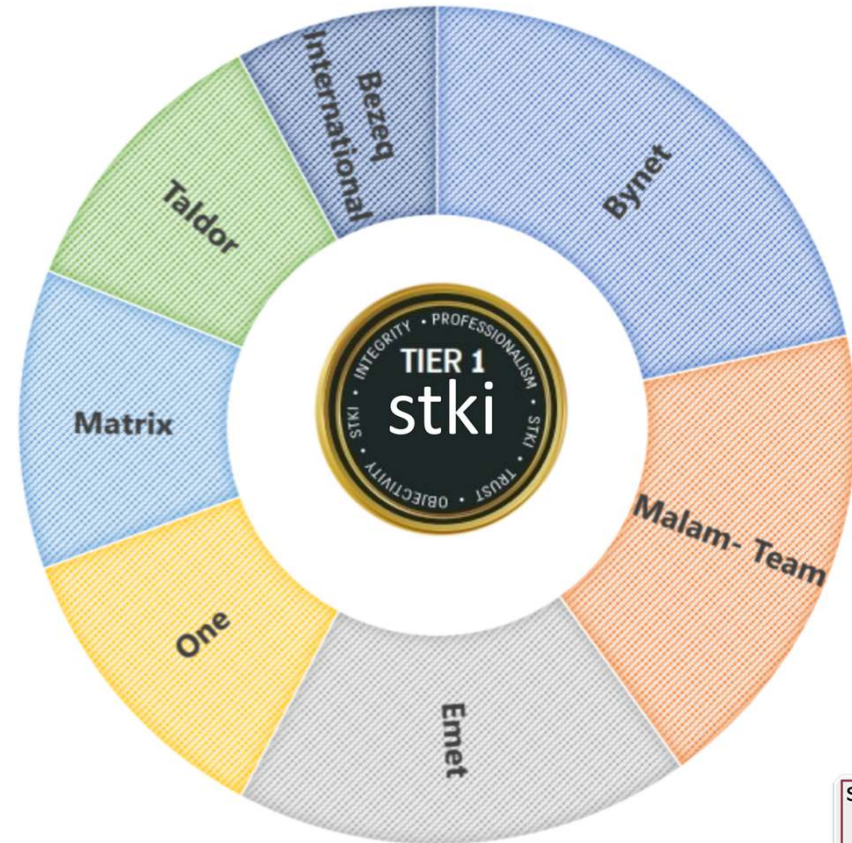 Bynet
Malam- Team
Emet
One
Matrix
Taldor
Bezeq
International
• INTEGRITY • PROFESSIONALISM • STKI • TRUST • OBJECTIVITY • STKI
TIER 1
stki
S